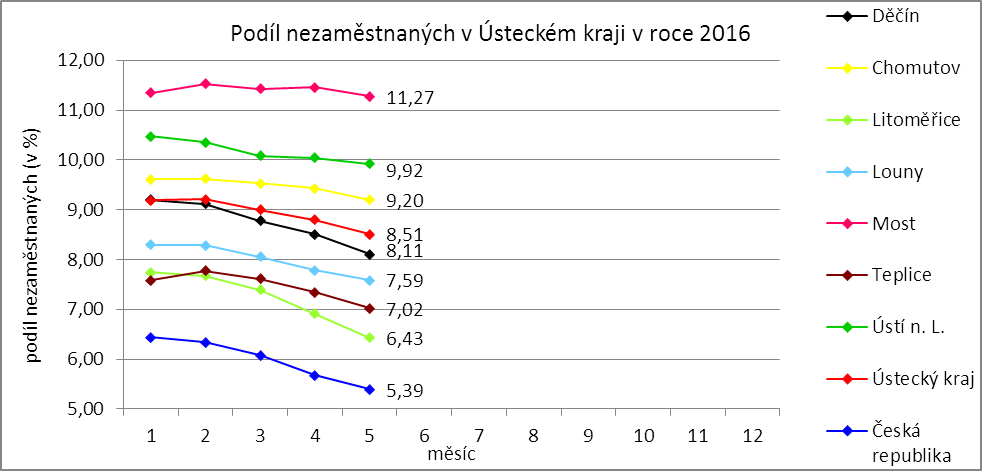 Podíl nezaměstnaných v Ústeckém kraji v roce 2016
podíl nezaměstnaných (v %)
12,00
11,00
10,00
9,00
8,00
7,00
6,00
5,00
11,27
9,92
9,20
8,51
8,11
7,59
7,02
6,43
5,39
1 2 3 4 5 6 7 8 9 10 11 12
měsíc
Děčín
Chomutov
Litoměřice
Louny
Most
Teplice
Ústí n. L.
Ústecký kraj
Česká
republika